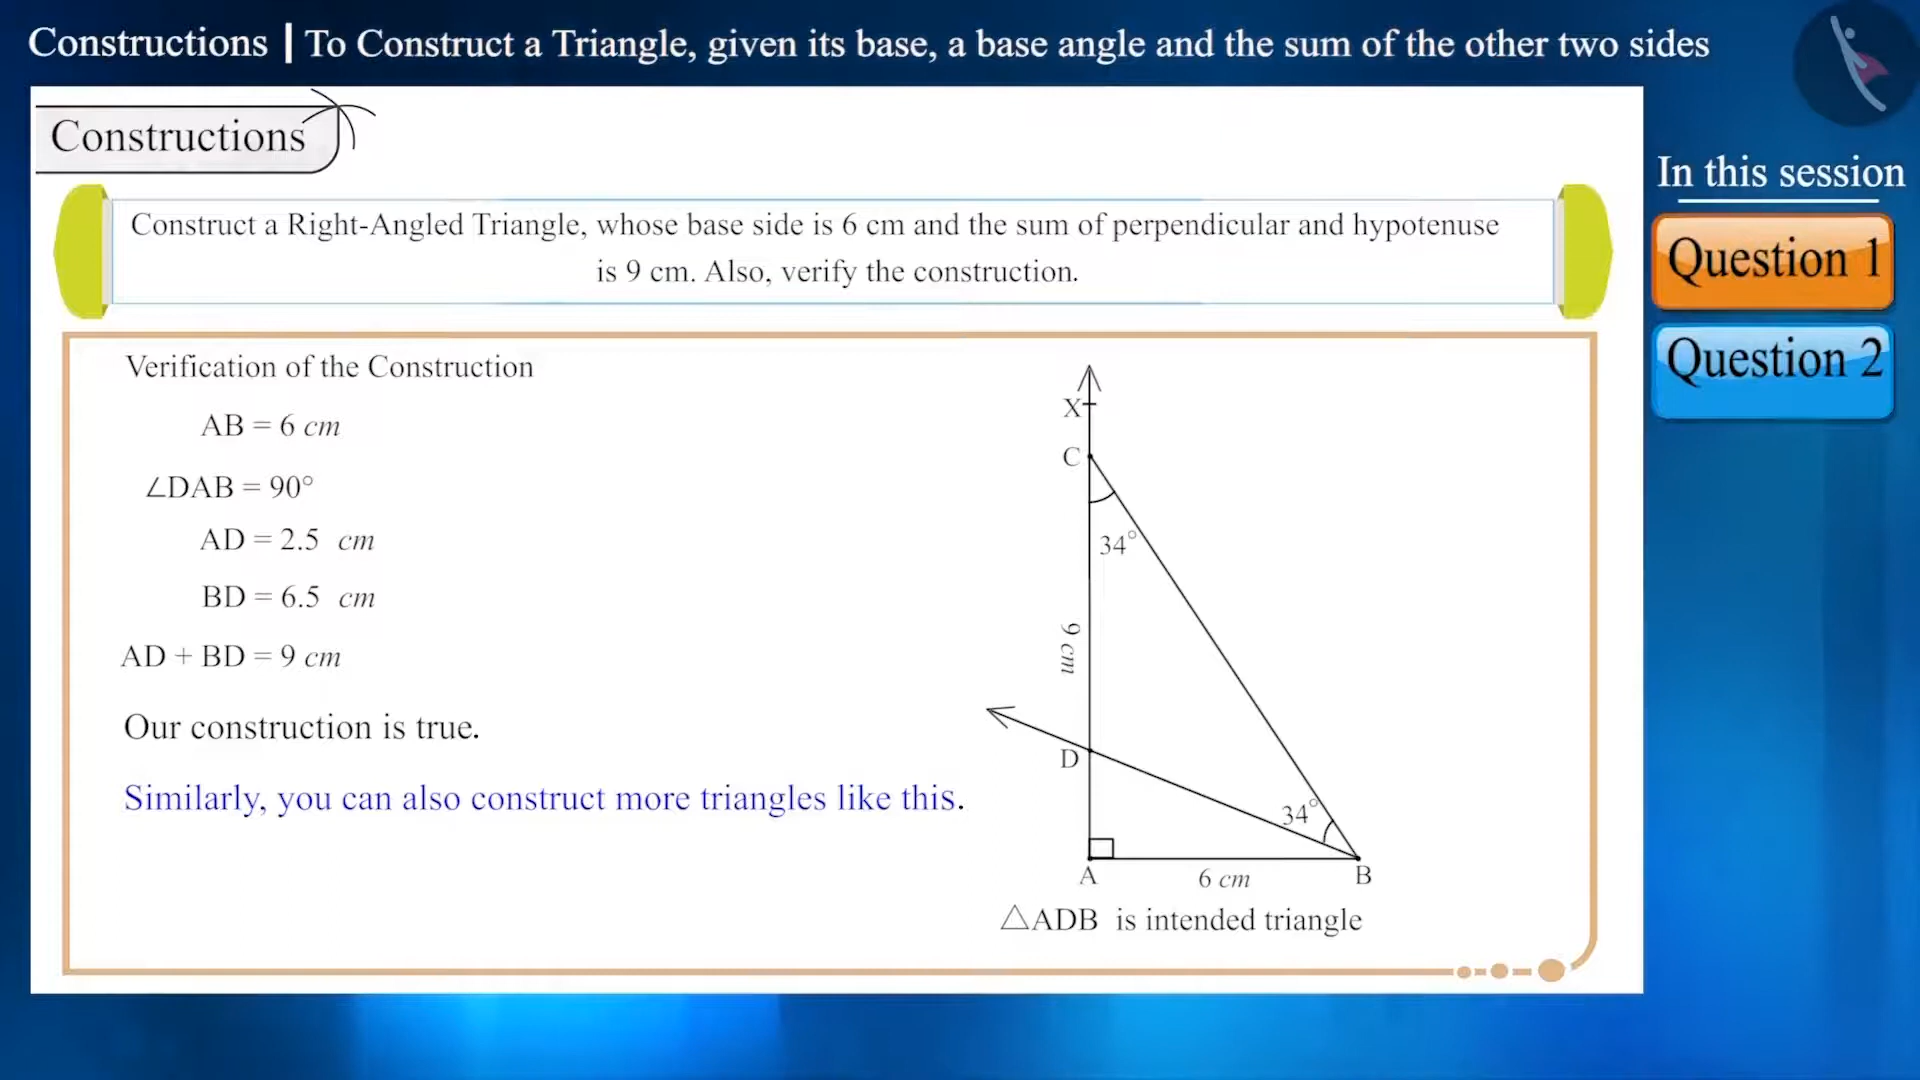 Constructions | To Construct a Triangle, given its base, a base angle and the sum of the other two sides
Constructions
In this session
Question 1
Question 2
Construct a Right-Angled Triangle, whose base side is 6 cm and the sum of perpendicular and hypotenuse
is 9 cm. Also, verify the construction.
Verification of the Construction
AB = 6 cm
∠DAB = 90°
AD = 2.5 cm
BD = 6.5 cm
AD + BD = 9 cm
Our construction is true.
Similarly, you can also construct more triangles like this.
X
C
34°
9 cm
D
34°
A
6 cm
B
△ADB is intended triangle